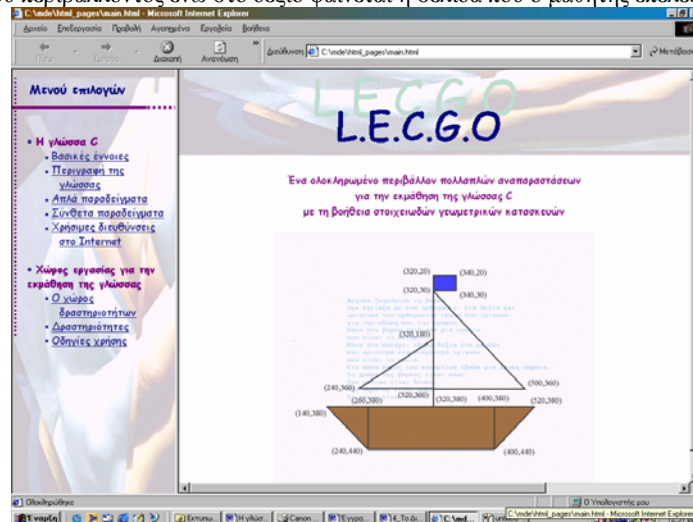 C:\mde\html_pages\main.html - Microsoft Internet Explorer
Αρχείο Επεξεργασία Προβολή Αγαπημένα Εργαλεία Βοήθεια
Πίσω Εμπρός Διακοπή Ανανέωση » Διεύθυνση C:\mde\html_pages\main.html Μετάβαση
Μενού επιλογών
Η γλώσσα C
Βασικές έννοιες
Περιγραφή της
γλώσσας
Απλά παραδείγματα
Σύνθετα παραδείγματα
Χρήσιμες διευθύνσεις
στο Internet
Χώρος εργασίας για την
εκμάθηση της γλώσσας
Ο χώρος
δραστηριοτήτων
Δραστηριότητες
Οδηγίες χρήσης
L.E.C.G.O
Ένα ολοκληρωμένο περιβάλλον πολλαπλών αναπαραστάσεων
για την εκμάθηση της γλώσσας C
με τη βοήθεια στοιχειωδών γεωμετρικών κατασκευών
(320,20) (340,20)
(320,30) (340,30)
(320,180)
(240,360) (500,360)
(260,380) (320,360) (320,380) (400,380) (520,380)
(140,380)
(240,440) (400,440)
Ολοκληρώθηκε Ο Υπολογιστής μου
Έναρξη C:\mde\html_pages\main.html - Microsoft Internet Explorer